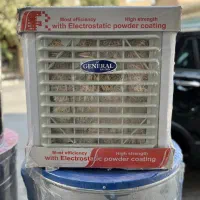 Best efficiency High strength
with Electrostatic powder coating
GENERAL
Best efficiency High strength
with Electrostatic powder coating